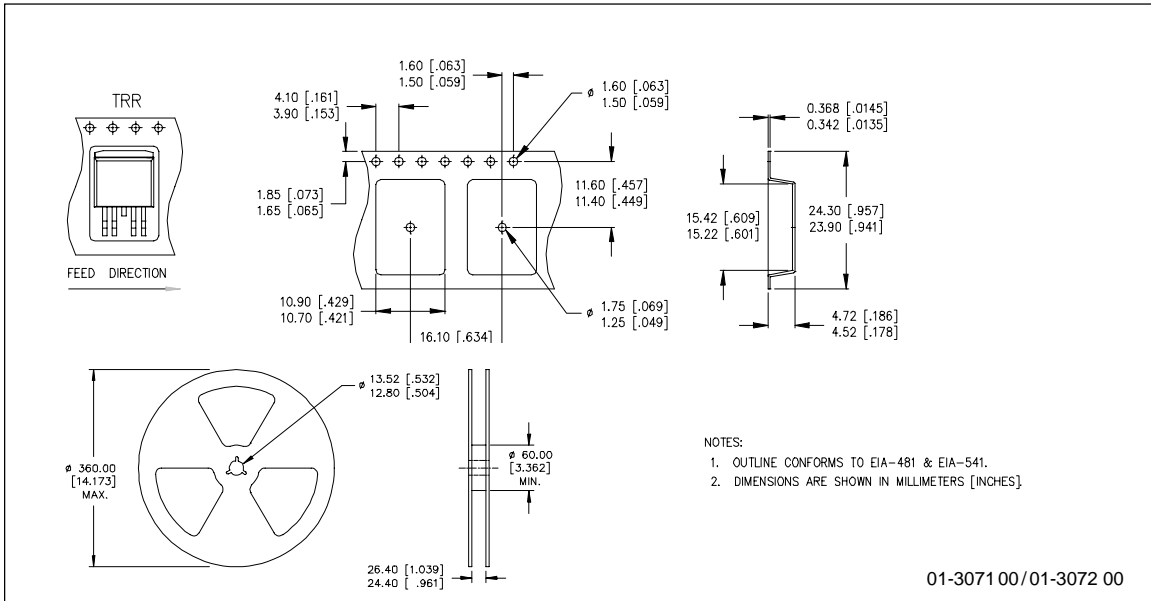 TRR
FEED DIRECTION
4.10 [.161]
3.90 [.153]
1.60 [.063]
1.50 [.059]
ø 1.60 [.063]
1.50 [.059]
1.85 [.073]
1.65 [.065]
11.60 [.457]
11.40 [.449]
10.90 [.429]
10.70 [.421]
16.10 [.634]
ø 1.75 [.069]
1.25 [.049]
0.368 [.0145]
0.342 [.0135]
15.42 [.609]
15.22 [.601]
24.30 [.957]
23.90 [.941]
4.72 [.186]
4.52 [.178]
ø 360.00
[14.173]
MAX.
ø 13.52 [.532]
12.80 [.504]
ø 60.00
[3.362]
MIN.
26.40 [1.039]
24.40 [ .961]
NOTES:
1. OUTLINE CONFORMS TO EIA-481 & EIA-541.
2. DIMENSIONS ARE SHOWN IN MILLIMETERS [INCHES]
01-3071 00/01-3072 00